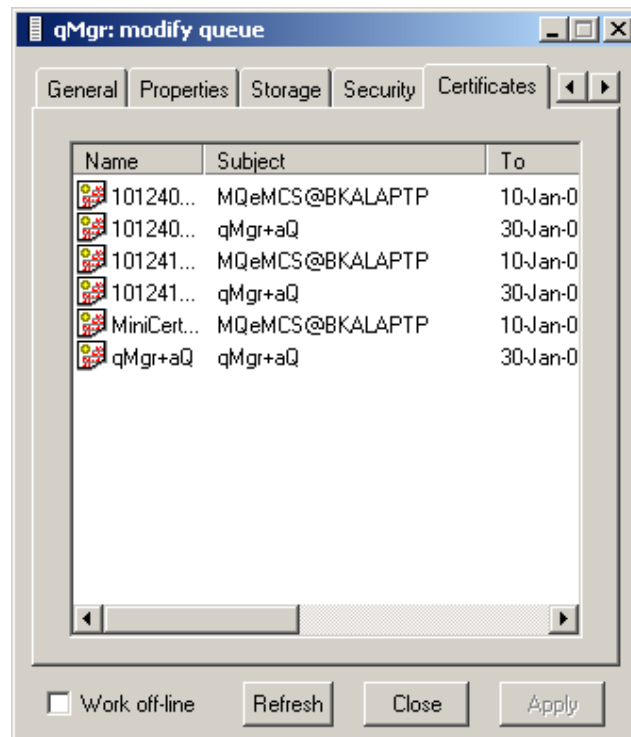 qMgr: modify queue
General Properties Storage Security Certificates
Name Subject To
101240... MQeMCS@BKALAPTP 10-Jan-0
101240... qMgr+aQ 30-Jan-0
101241... MQeMCS@BKALAPTP 10-Jan-0
101241... qMgr+aQ 30-Jan-0
MiniCert... MQeMCS@BKALAPTP 10-Jan-0
qMgr+aQ qMgr+aQ 30-Jan-0
Work off-line Refresh Close Apply